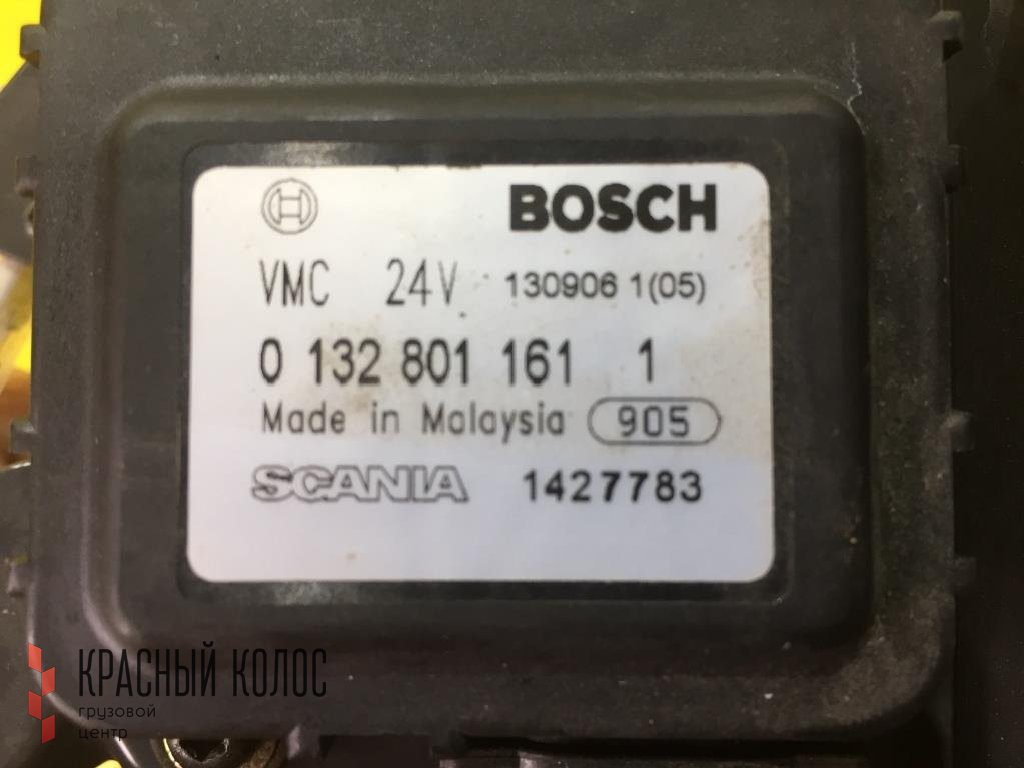 BOSCH
VMC 24V 130906 1(05)
0 132 801 161 1
Made in Malaysia 905
SCANIA 1427783
КРАСНЫЙ КОЛОС
грузовой
центр